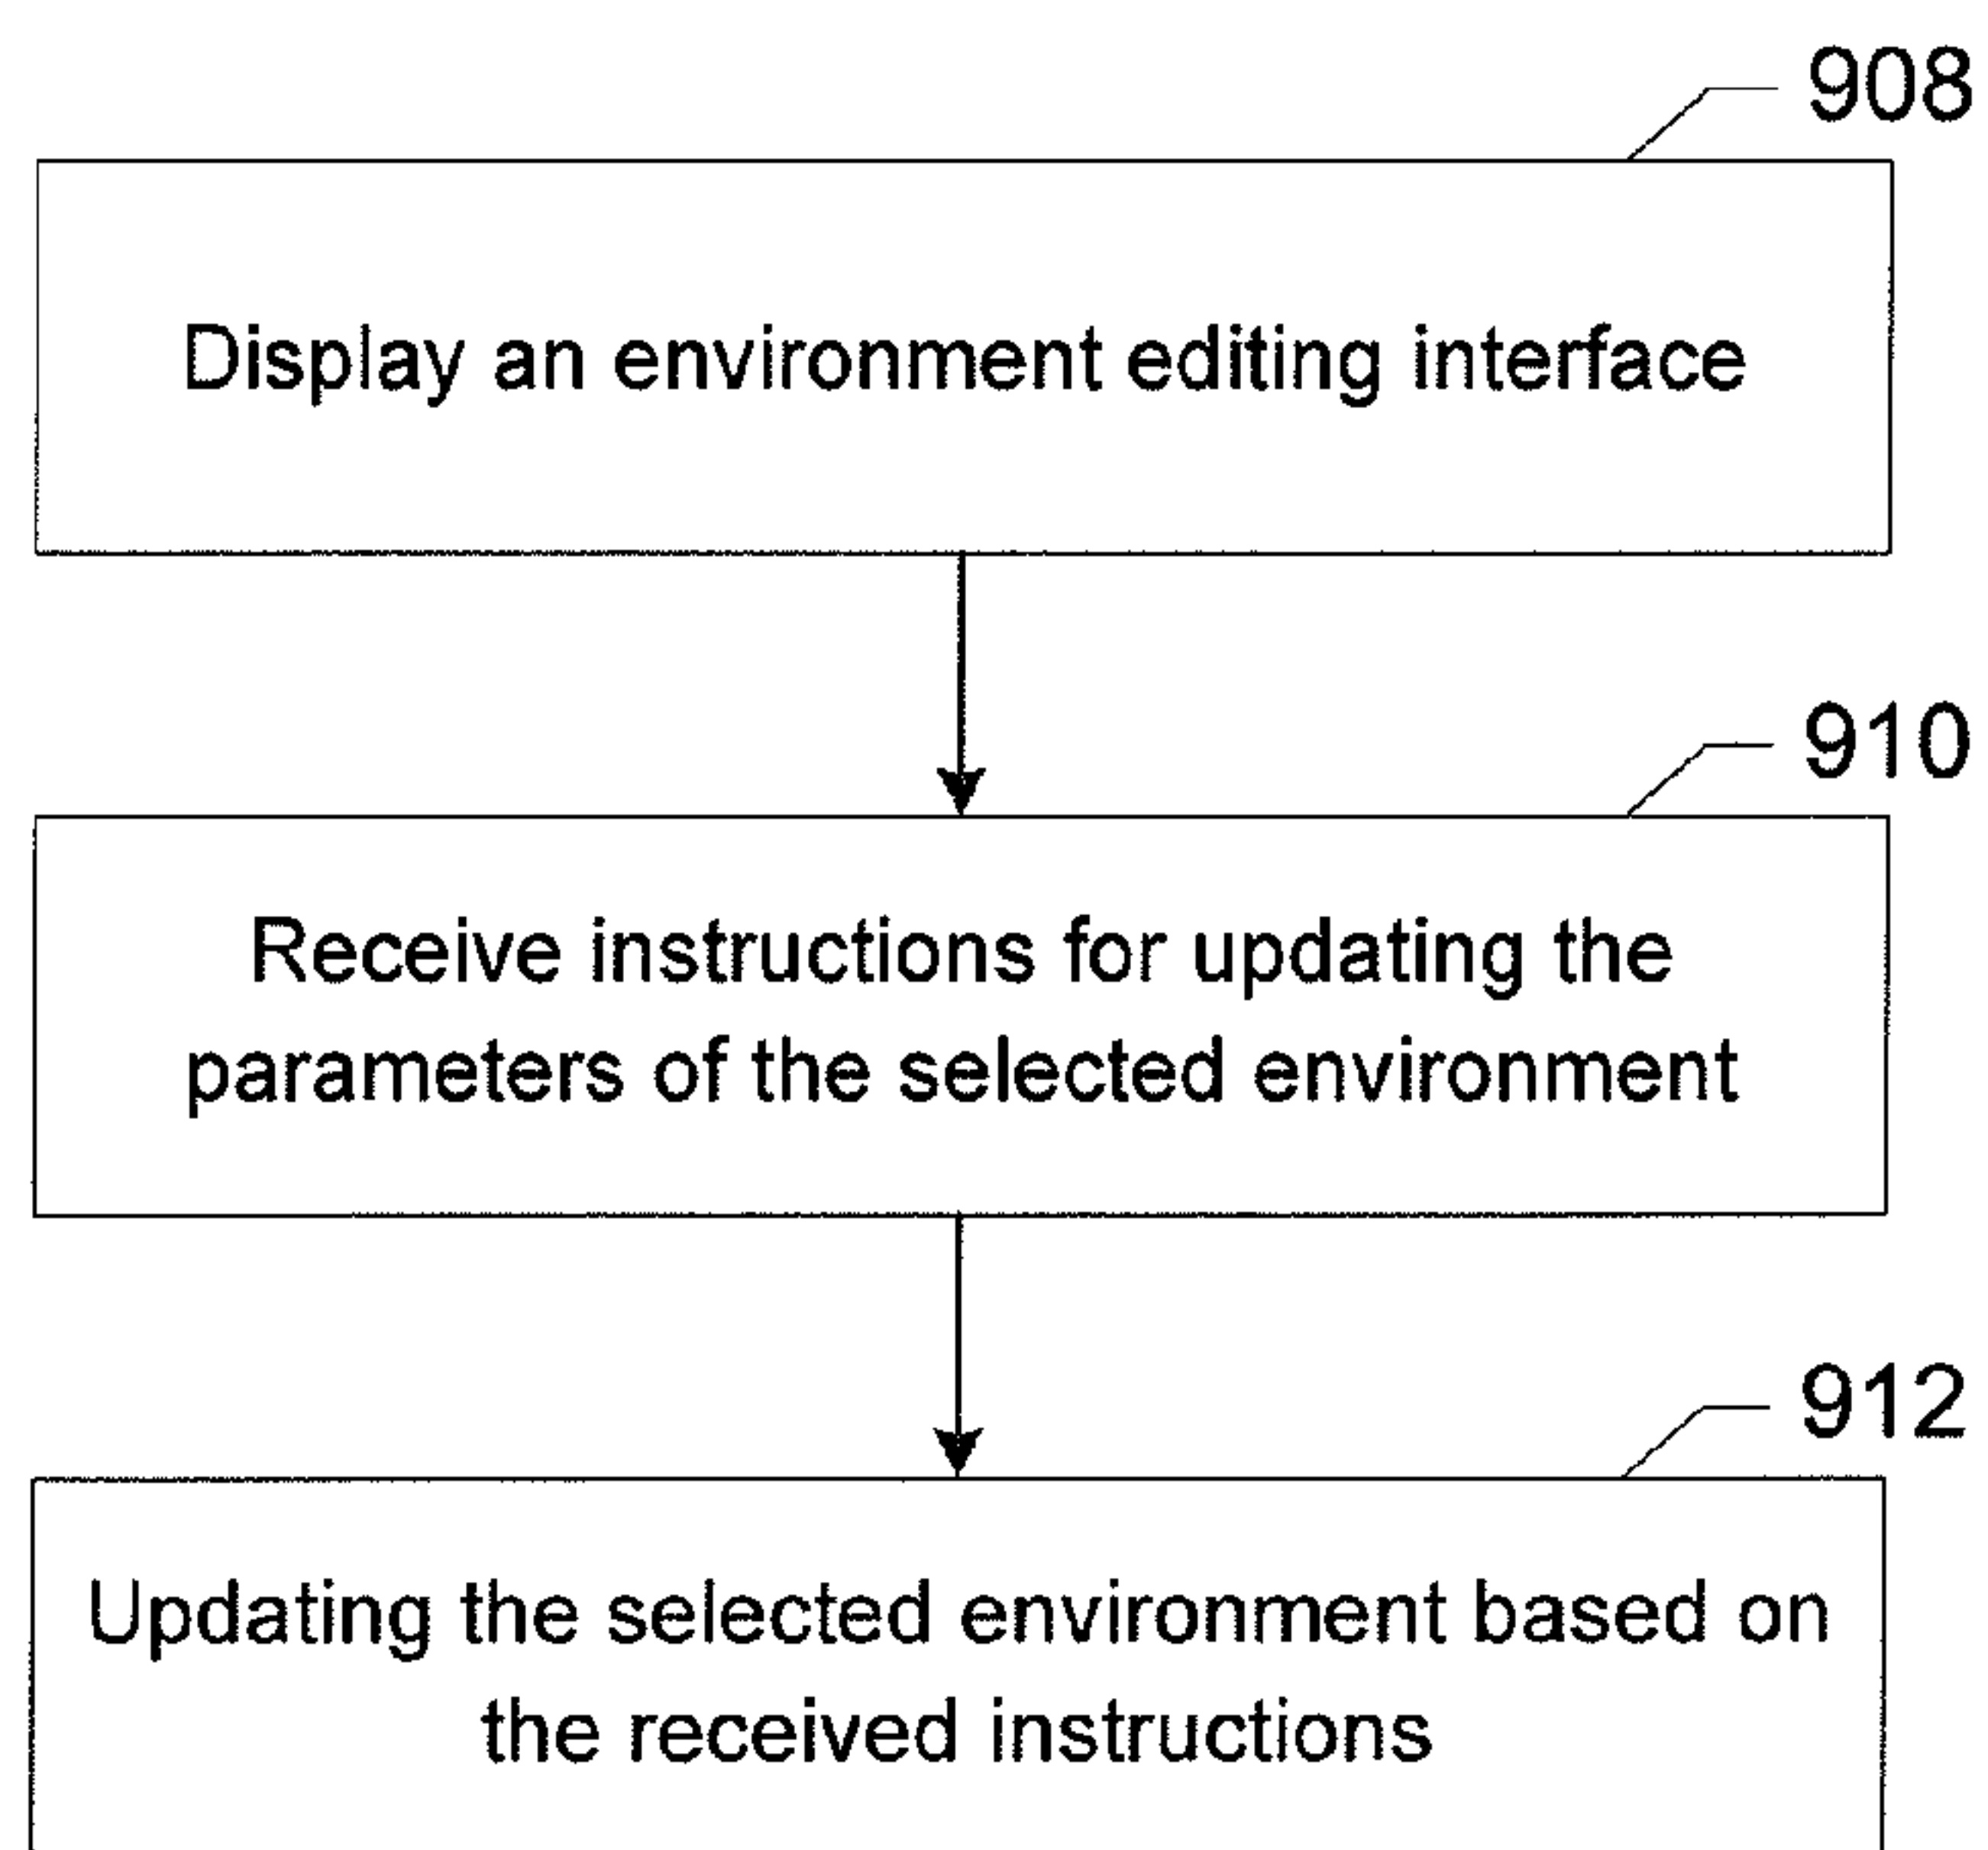 908
Display an environment editing interface
910
Receive instructions for updating the
parameters of the selected environment
912
Updating the selected environment based on
the received instructions